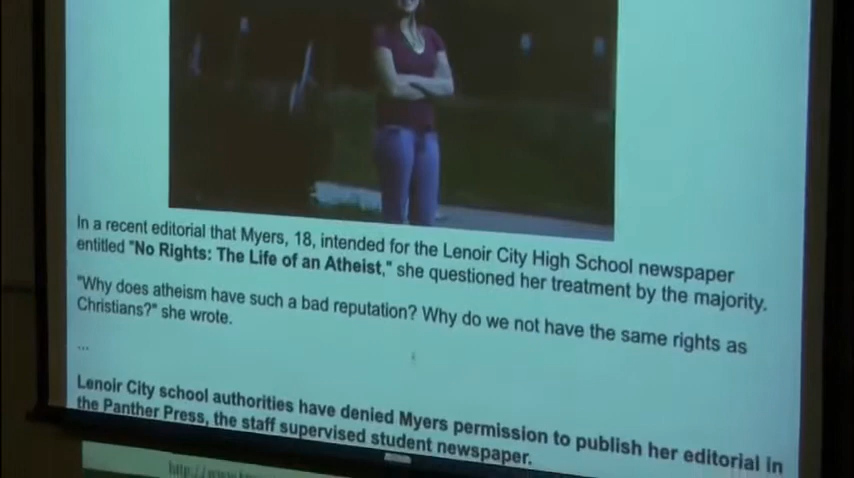 In a recent editorial that Myers, 18, intended for the Lenoir City High School newspaper
entitled "No Rights: The Life of an Atheist," she questioned her treatment by the majority.
"Why does atheism have such a bad reputation? Why do we not have the same rights as
Christians?" she wrote.
...
Lenoir City school authorities have denied Myers permission to publish her editorial in
the Panther Press, the staff supervised student newspaper.
http://www.